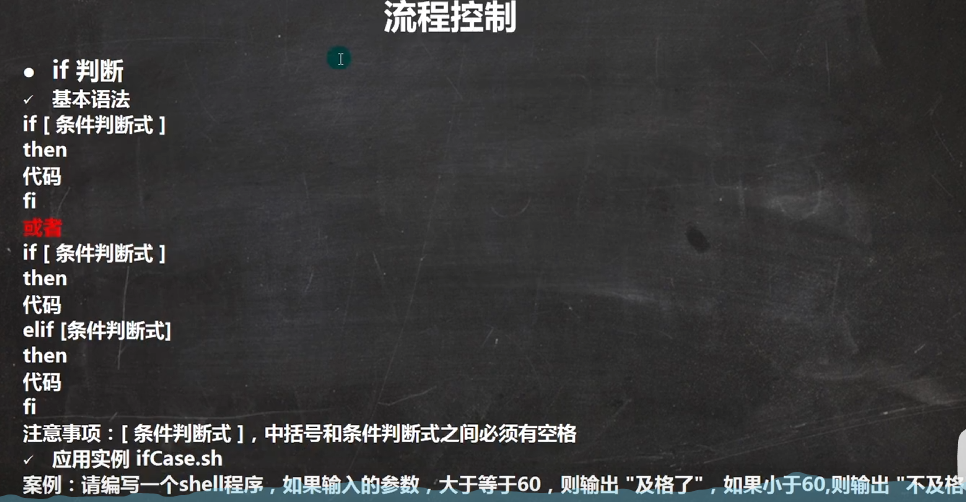 流程控制
● if 判断
✓ 基本语法
if [ 条件判断式 ]
then
代码
fi
或者
if [ 条件判断式 ]
then
代码
elif [条件判断式]
then
代码
fi
注意事项：[ 条件判断式 ]，中括号和条件判断式之间必须有空格
✓ 应用实例 ifCase.sh
案例：请编写一个shell程序，如果输入的参数，大于等于60，则输出 "及格了"，如果小于60,则输出 "不及格